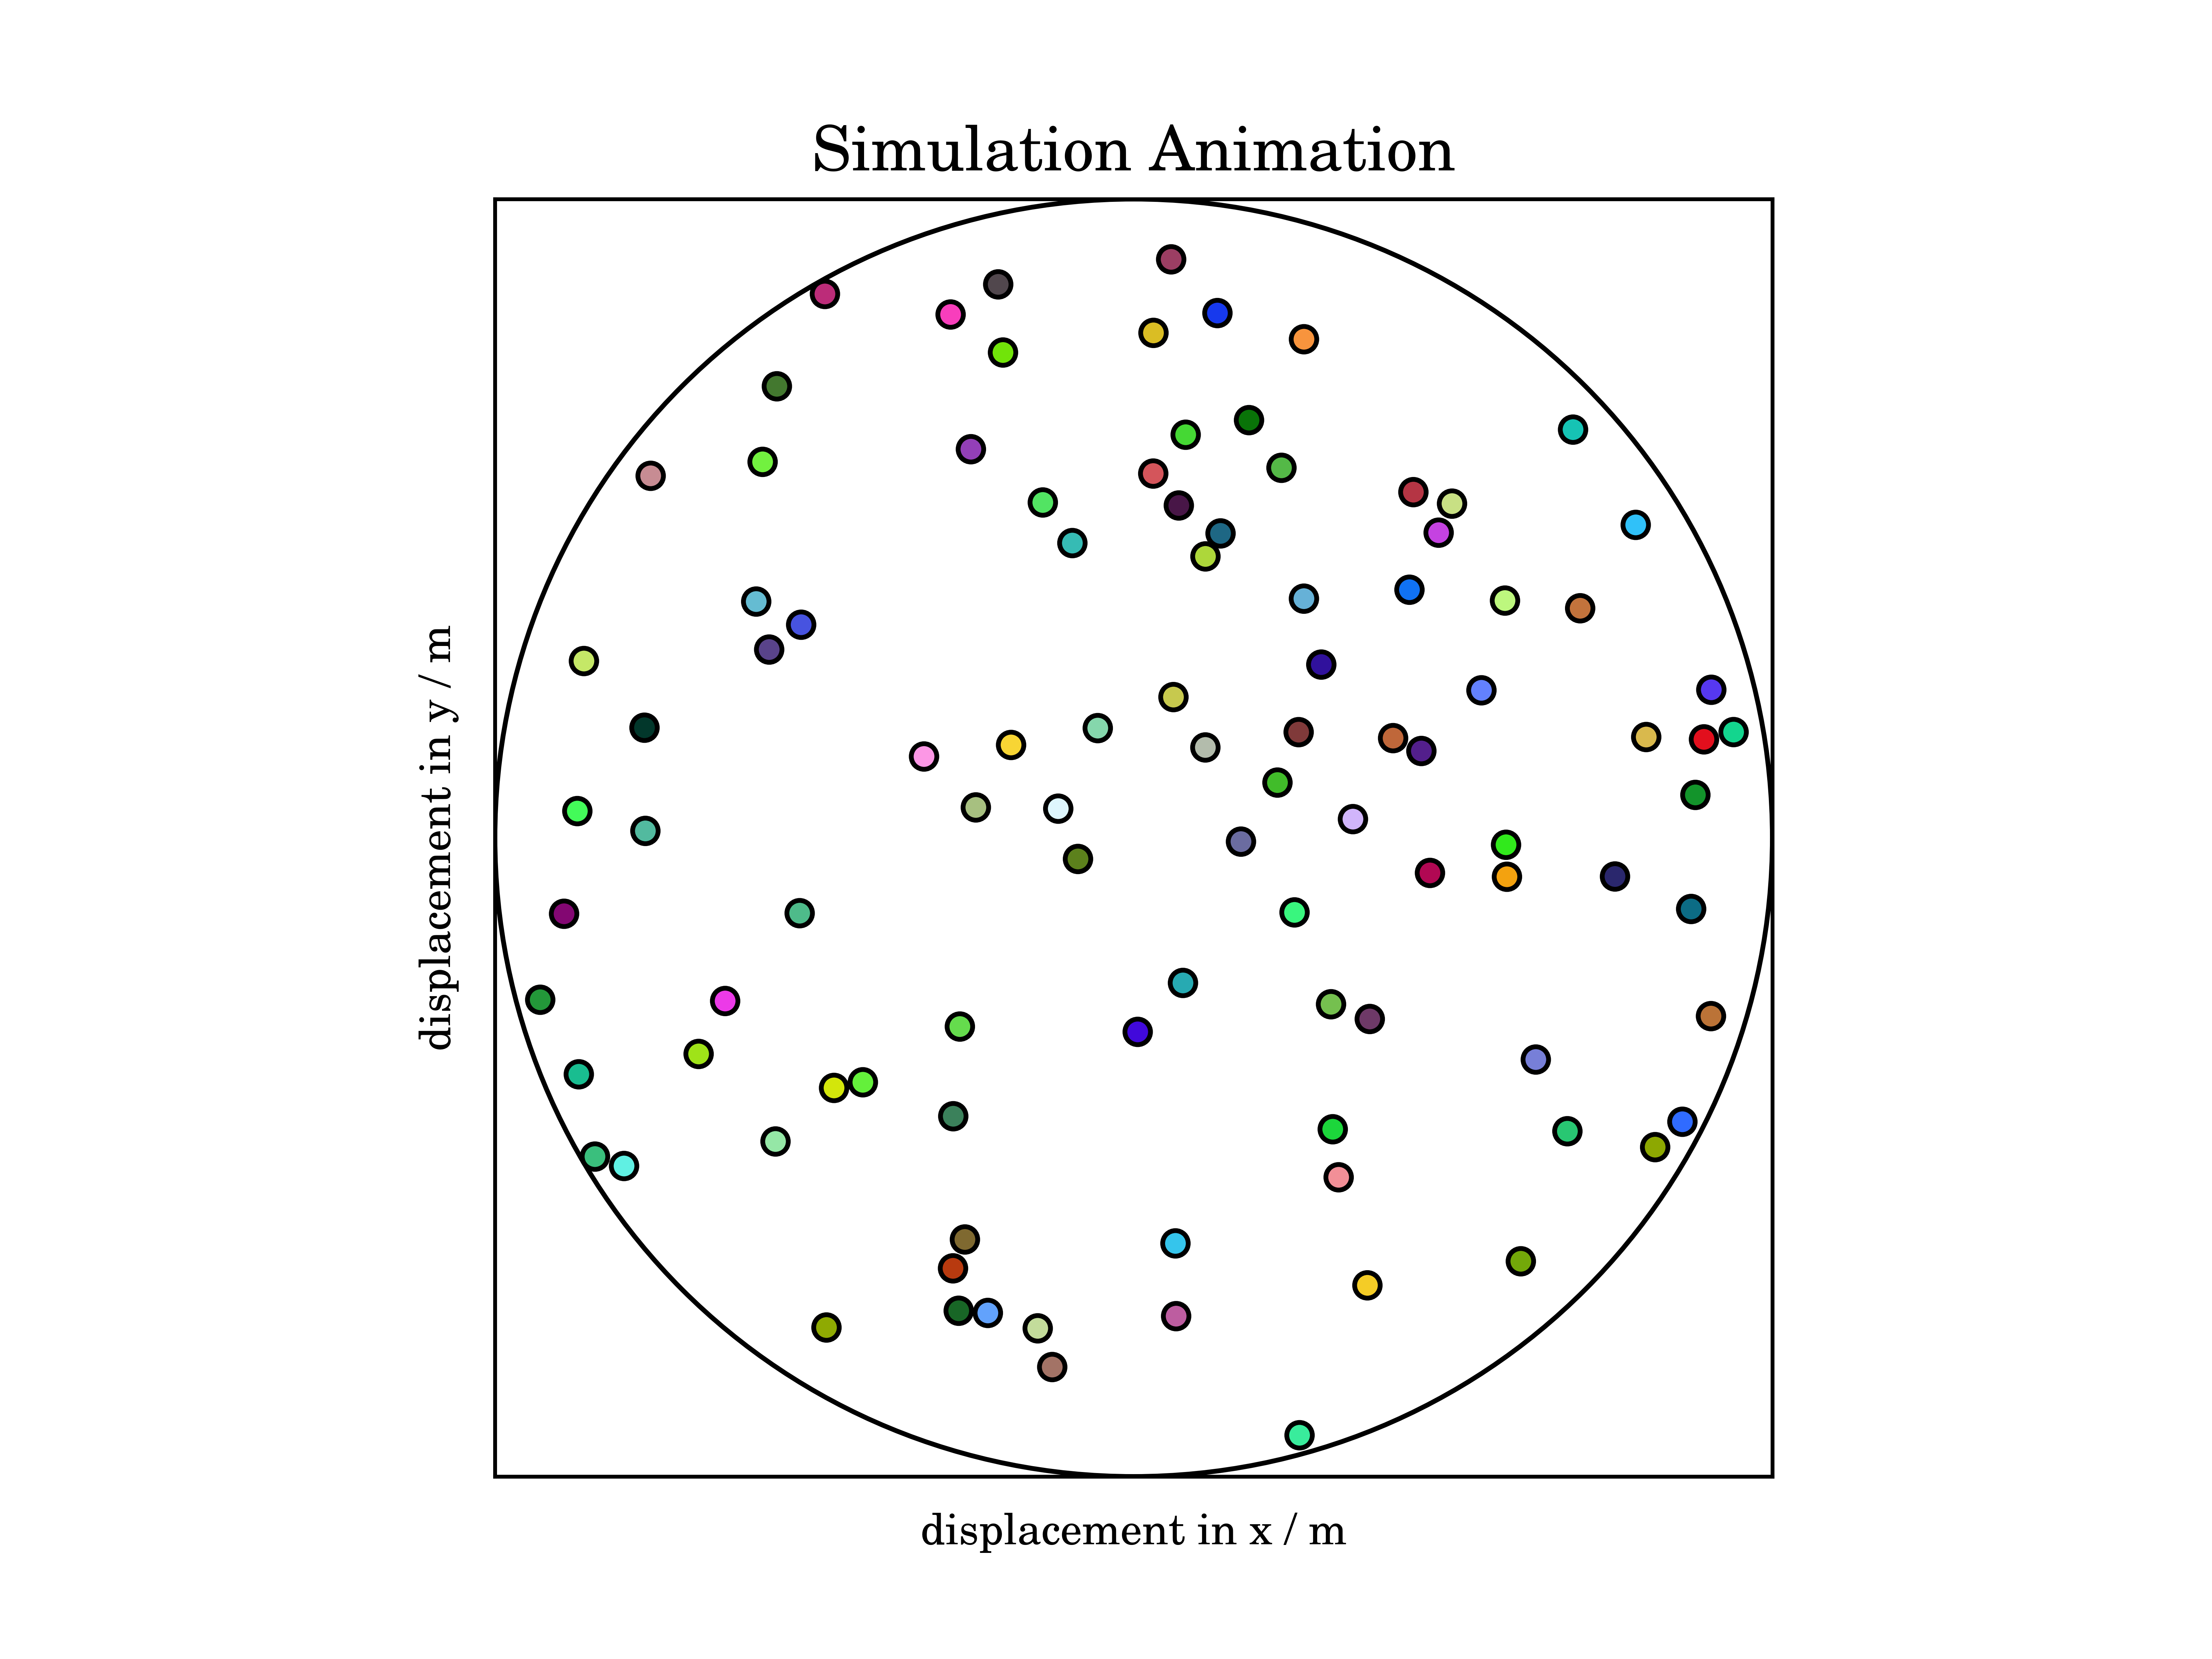 Simulation Animation
displacement in y / m
displacement in x / m